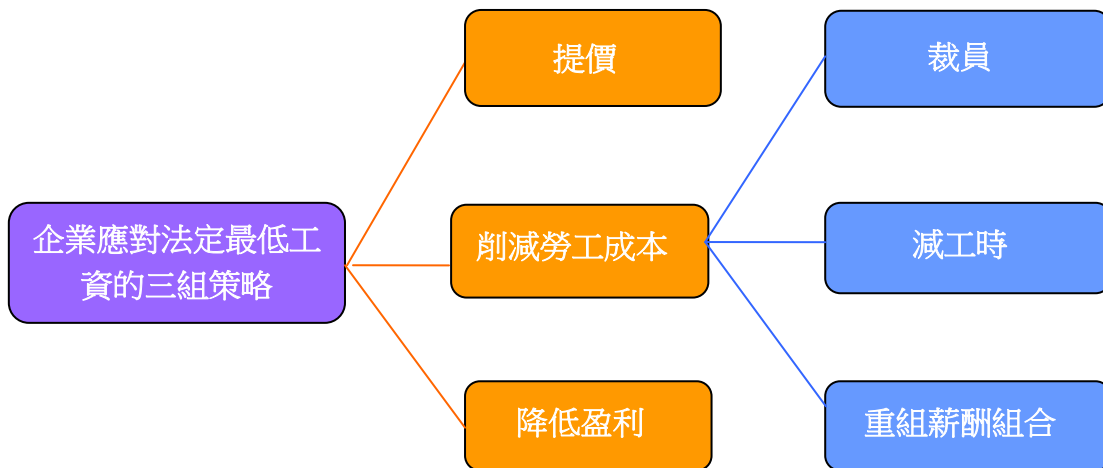 提價
裁員
企業應對法定最低工
資的三組策略
削減勞工成本
減工時
降低盈利
重組薪酬組合